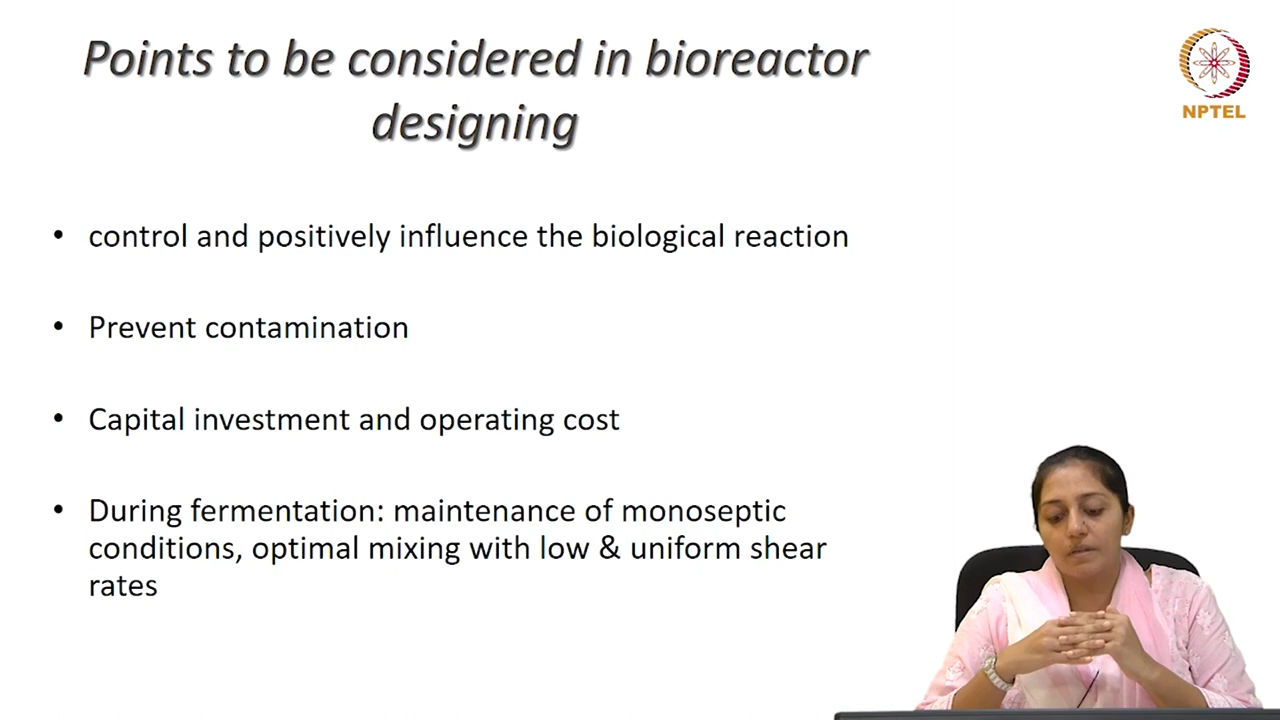 Points to be considered in bioreactor
designing
NPTEL
• control and positively influence the biological reaction
• Prevent contamination
• Capital investment and operating cost
• During fermentation: maintenance of monoseptic
conditions, optimal mixing with low & uniform shear
rates